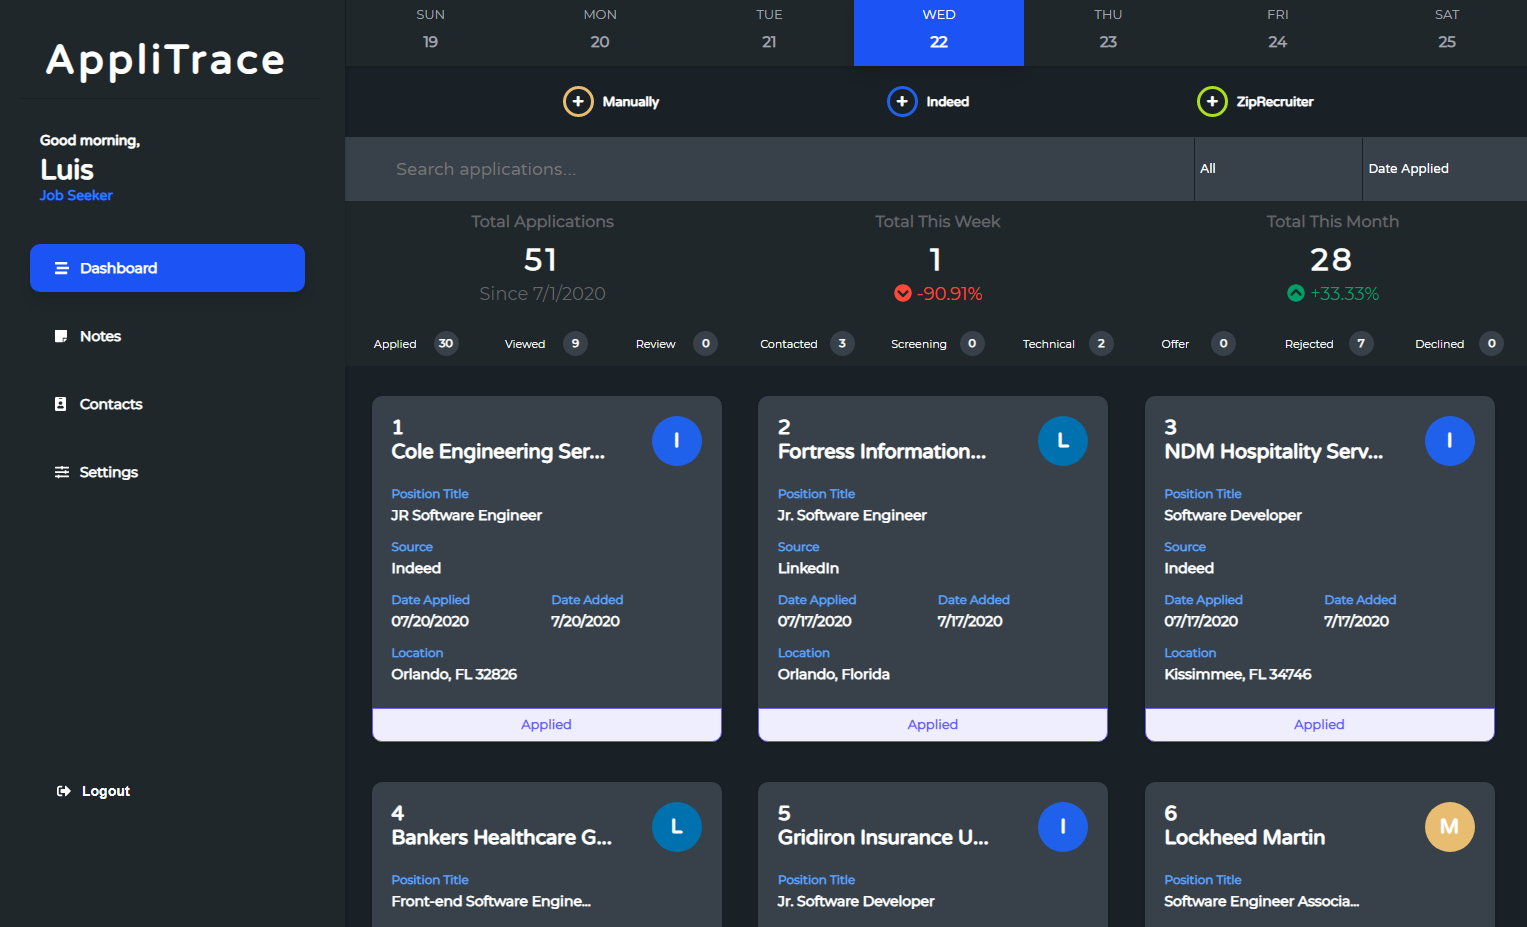 AppliTrace
Good morning,
Luis
Job Seeker
Dashboard
Notes
Contacts
Settings
Logout
SUN MON TUE WED THU FRI SAT
19 20 21 22 23 24 25
Manually Indeed ZipRecruiter
Search applications... All Date Applied
Total Applications Total This Week Total This Month
51 1 28
Since 7/1/2020 -90.91% +33.33%
Applied 30 Viewed 9 Review 0 Contacted 3 Screening 0 Technical 2 Offer 0 Rejected 7 Declined 0
1
Cole Engineering Ser...
I
Position Title
JR Software Engineer
Source
Indeed
Date Applied Date Added
07/20/2020 7/20/2020
Location
Orlando, FL 32826
Applied
2
Fortress Information...
L
Position Title
Jr. Software Engineer
Source
LinkedIn
Date Applied Date Added
07/17/2020 7/17/2020
Location
Orlando, Florida
Applied
3
NDM Hospitality Serv...
I
Position Title
Software Developer
Source
Indeed
Date Applied Date Added
07/17/2020 7/17/2020
Location
Kissimmee, FL 34746
Applied
4
Bankers Healthcare G...
L
Position Title
Front-end Software Engine...
5
Gridiron Insurance U...
I
Position Title
Jr. Software Developer
6
Lockheed Martin
M
Position Title
Software Engineer Associa...